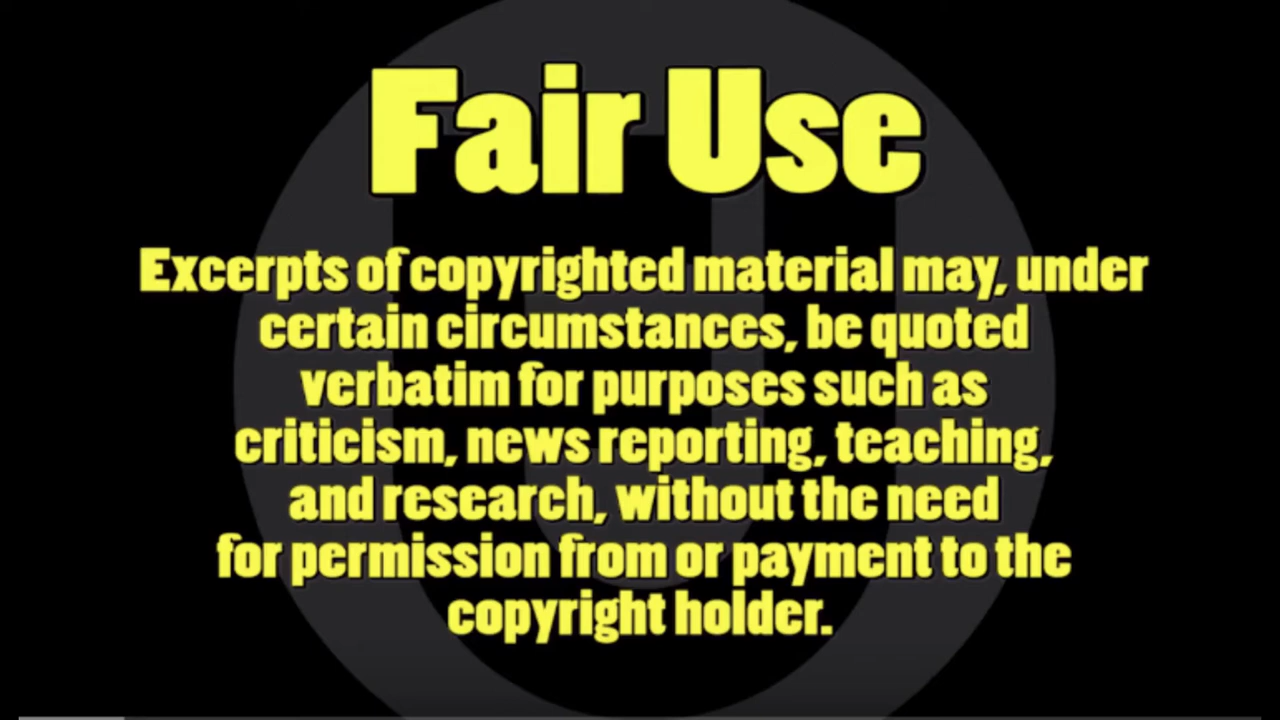 Fair Use
Excerpts of copyrighted material may, under
certain circumstances, be quoted
verbatim for purposes such as
criticism, news reporting, teaching,
and research, without the need
for permission from or payment to the
copyright holder.